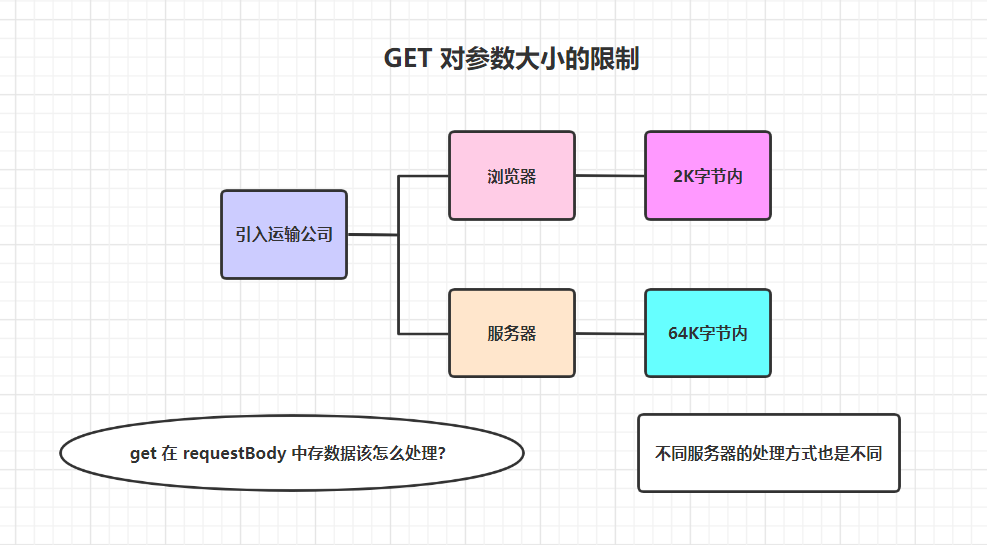 GET 对参数大小的限制
浏览器
2K字节内
引入运输公司
服务器
64K字节内
get 在 requestBody 中存数据该怎么处理?
不同服务器的处理方式也是不同